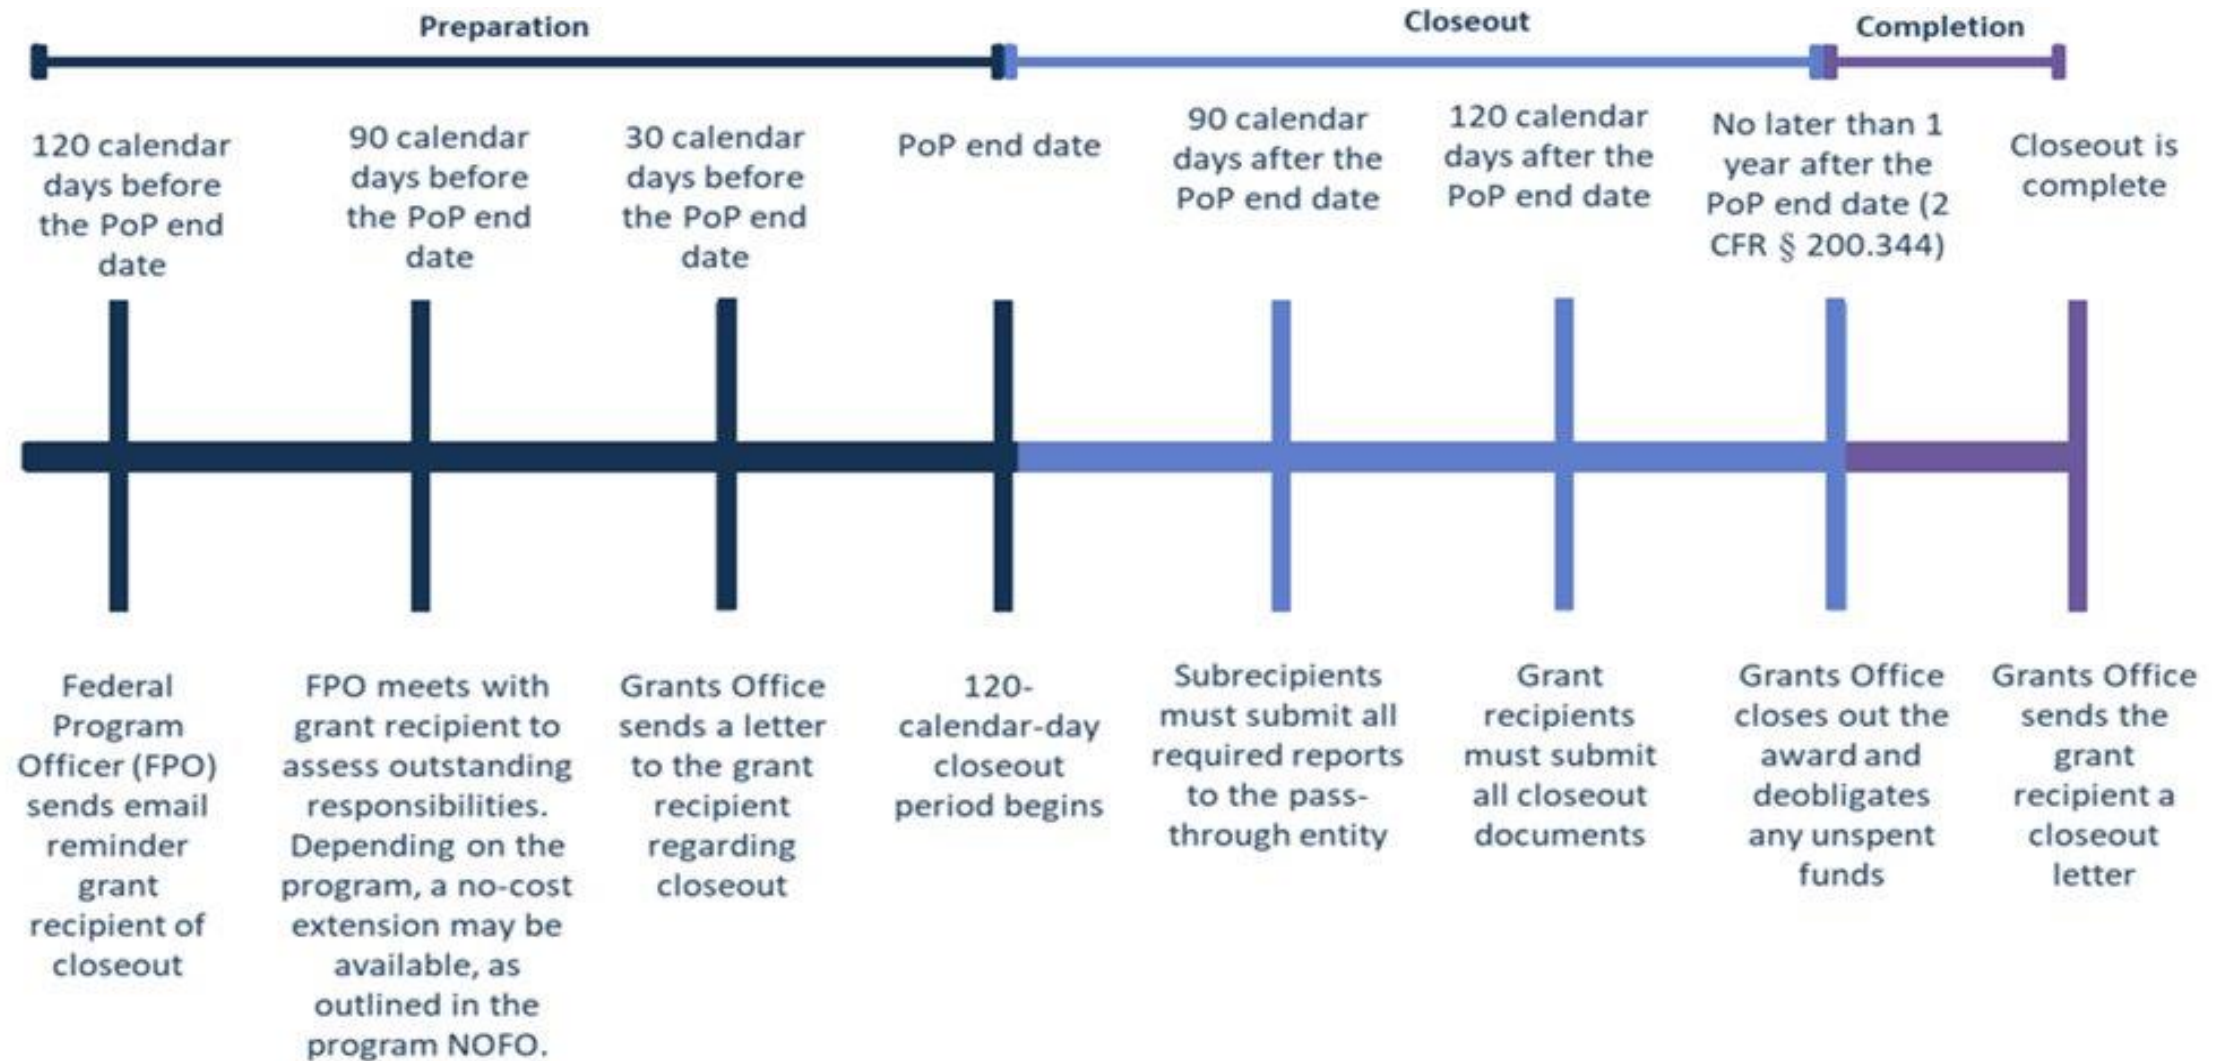 Preparation
Closeout
Completion
120 calendar
days before
the PoP end
date
90 calendar
days before
the PoP end
date
30 calendar
days before
the PoP end
date
PoP end date
90 calendar
days after the
PoP end date
120 calendar
days after the
PoP end date
No later than 1
year after the
PoP end date (2
CFR § 200.344)
Closeout is
complete
Federal
Program
Officer (FPO)
sends email
reminder
grant
recipient of
closeout
FPO meets with
grant recipient to
assess outstanding
responsibilities.
Depending on the
program, a no-cost
extension may be
available, as
outlined in the
program NOFO.
Grants Office
sends a letter
to the grant
recipient
regarding
closeout
120-
calendar-day
closeout
period begins
Subrecipients
must submit all
required reports
to the pass-
through entity
Grant
recipients
must submit
all closeout
documents
Grants Office
closes out the
award and
deobligates
any unspent
funds
Grants Office
sends the
grant
recipient a
closeout
letter